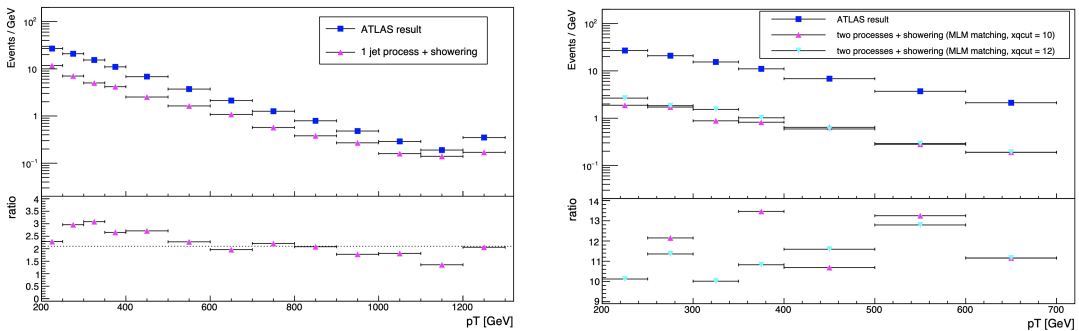 Events / GeV
10²
10
1
10⁻¹
ATLAS result
1 jet process + showering
ratio
4
3.5
3
2.5
2
1.5
1
0.5
0
200 400 600 800 1000 1200
pT [GeV]
Events / GeV
10²
10
1
10⁻¹
ATLAS result
two processes + showering (MLM matching, xqcut = 10)
two processes + showering (MLM matching, xqcut = 12)
ratio
14
13
12
11
10
9
200 300 400 500 600 700
pT [GeV]